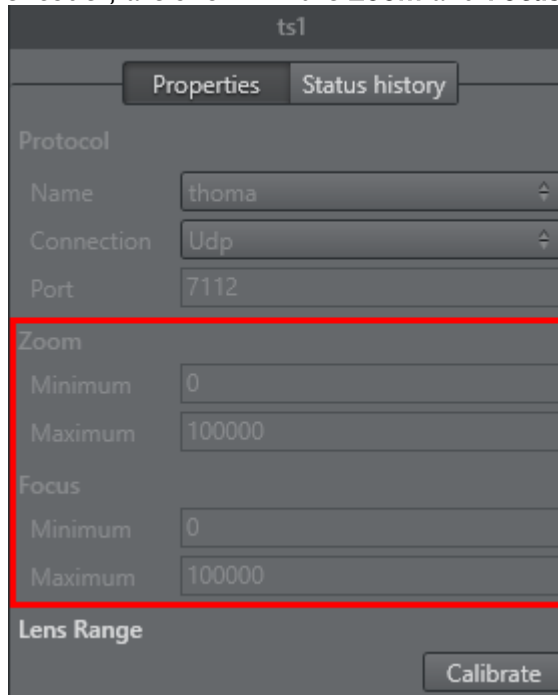 ts1
Properties Status history
Protocol
Name thoma
Connection Udp
Port 7112
Zoom
Minimum 0
Maximum 100000
Focus
Minimum 0
Maximum 100000
Lens Range
Calibrate